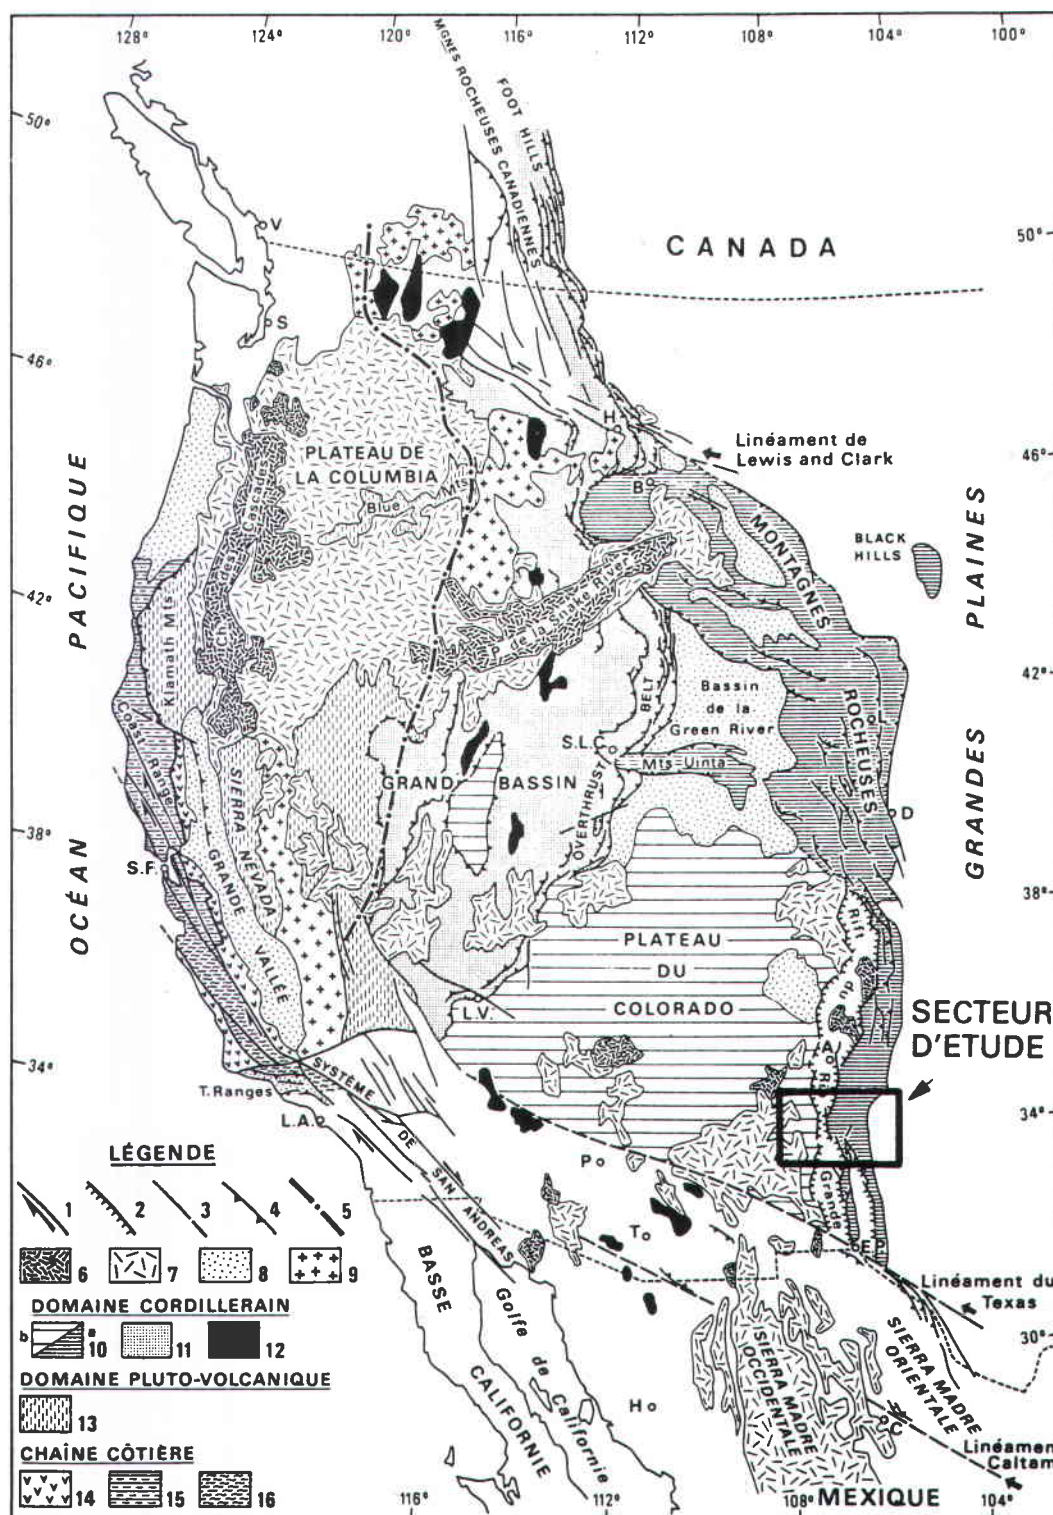 128° 124° 120° 116° 112° 108° 104° 100°
50°
MGNES ROCHEUSES CANADIENNES
FOOT HILLS
V
CANADA
50°
S
46°
H
Linéament de
Lewis and Clark
46°
PLATEAU DE
LA COLUMBIA
Blue
B
Ch. des Cascades
MONTAGNES
ROCHEUSES
BLACK
HILLS
OCÉAN PACIFIQUE
GRANDES PLAINES
42°
Klamath Mts
P. de la Snake River
42°
Bassin
de la
Green River
L
OVERTHRUST BELT
S.L.C.
Mts Uinta
Coast Range
SIERRA NEVADA
GRAND BASSIN
D
38°
S.F.
GRANDE VALLÉE
38°
PLATEAU
DU
COLORADO
Rift du Rio Grande
L.V.
A
SECTEUR
D'ETUDE
34°
T. Ranges
SYSTÈME DE SAN ANDREAS
L.A.
34°
P
T
E.P.
LÉGENDE
1 2 3 4 5
6 7 8 9
DOMAINE CORDILLERAIN
b a 10 11 12
DOMAINE PLUTO-VOLCANIQUE
13
CHAÎNE CÔTIÈRE
14 15 16
BASSE CALIFORNIE
Golfe de Californie
H
SIERRA MADRE
OCCIDENTALE
SIERRA MADRE
ORIENTALE
Linéament du
Texas
30°
C
Linéamen
Caltam
MEXIQUE
116° 112° 108° 104°